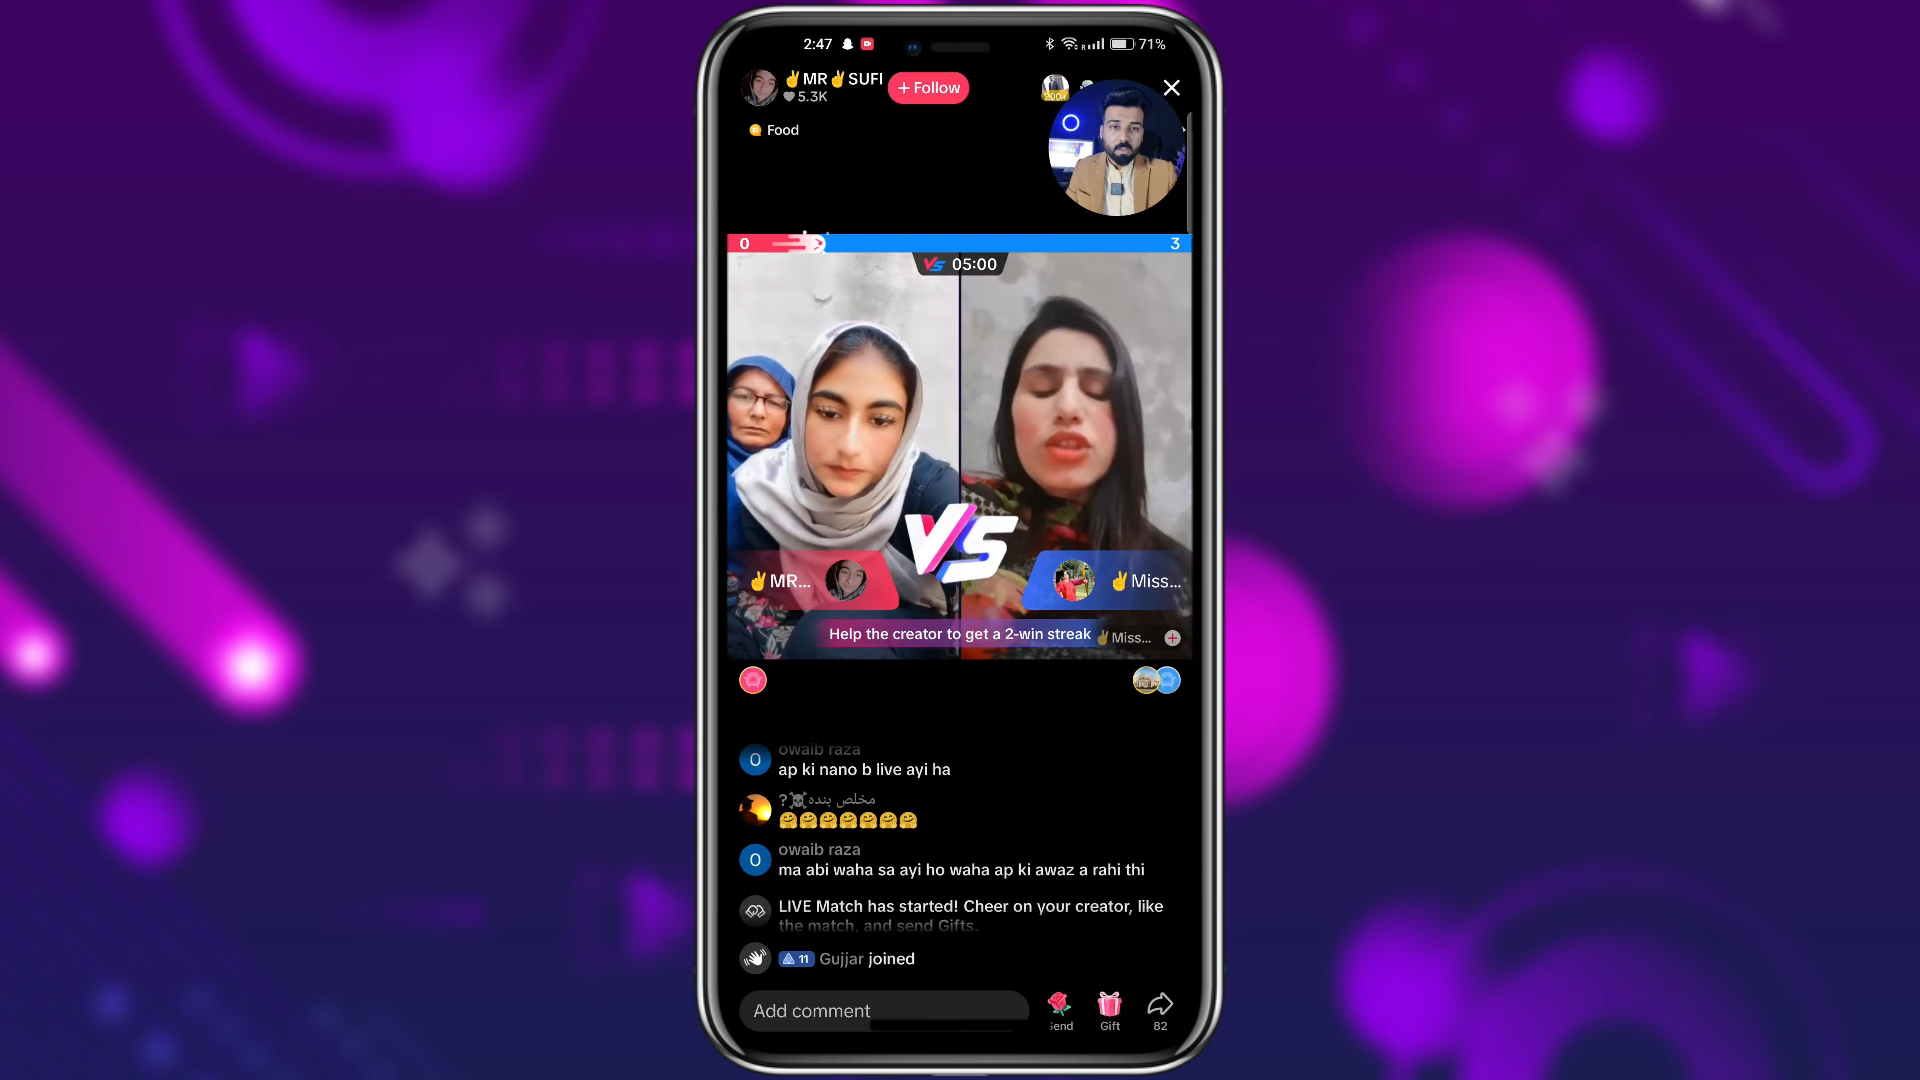 2:47
71%
✌MR✌SUFI
5.3K
+ Follow
Food
0
3
VS 05:00
VS
✌MR...
✌Miss...
Help the creator to get a 2-win streak
✌Miss...
owaib raza
ap ki nano b live ayi ha
مخلص بنده☠?
🤗🤗🤗🤗🤗🤗🤗
owaib raza
ma abi waha sa ayi ho waha ap ki awaz a rahi thi
LIVE Match has started! Cheer on your creator, like
the match, and send Gifts.
11 Gujjar joined
Add comment
Gift
82